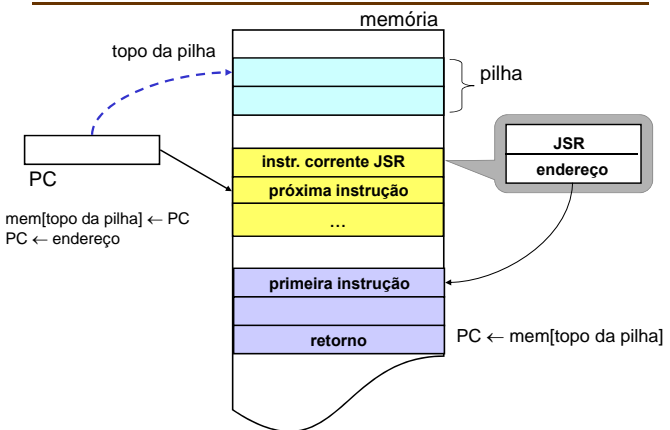 memória
topo da pilha
pilha
PC
mem[topo da pilha] ← PC
PC ← endereço
instr. corrente JSR
próxima instrução
...
JSR
endereço
primeira instrução
retorno
PC ← mem[topo da pilha]